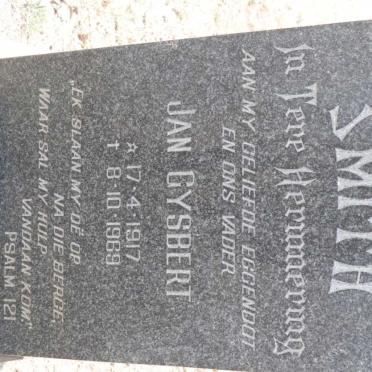 SMITH
In Tere Herinnering
AAN MY GELIEFDE EGGENOOT
EN ONS VADER
JAN GYSBERT
☆ 17·4·1917
✝ 8·10·1969
„EK SLAAN MY OË OP
NA DIE BERGE;
WAAR SAL MY HULP
VANDAAN KOM."
PSALM 121